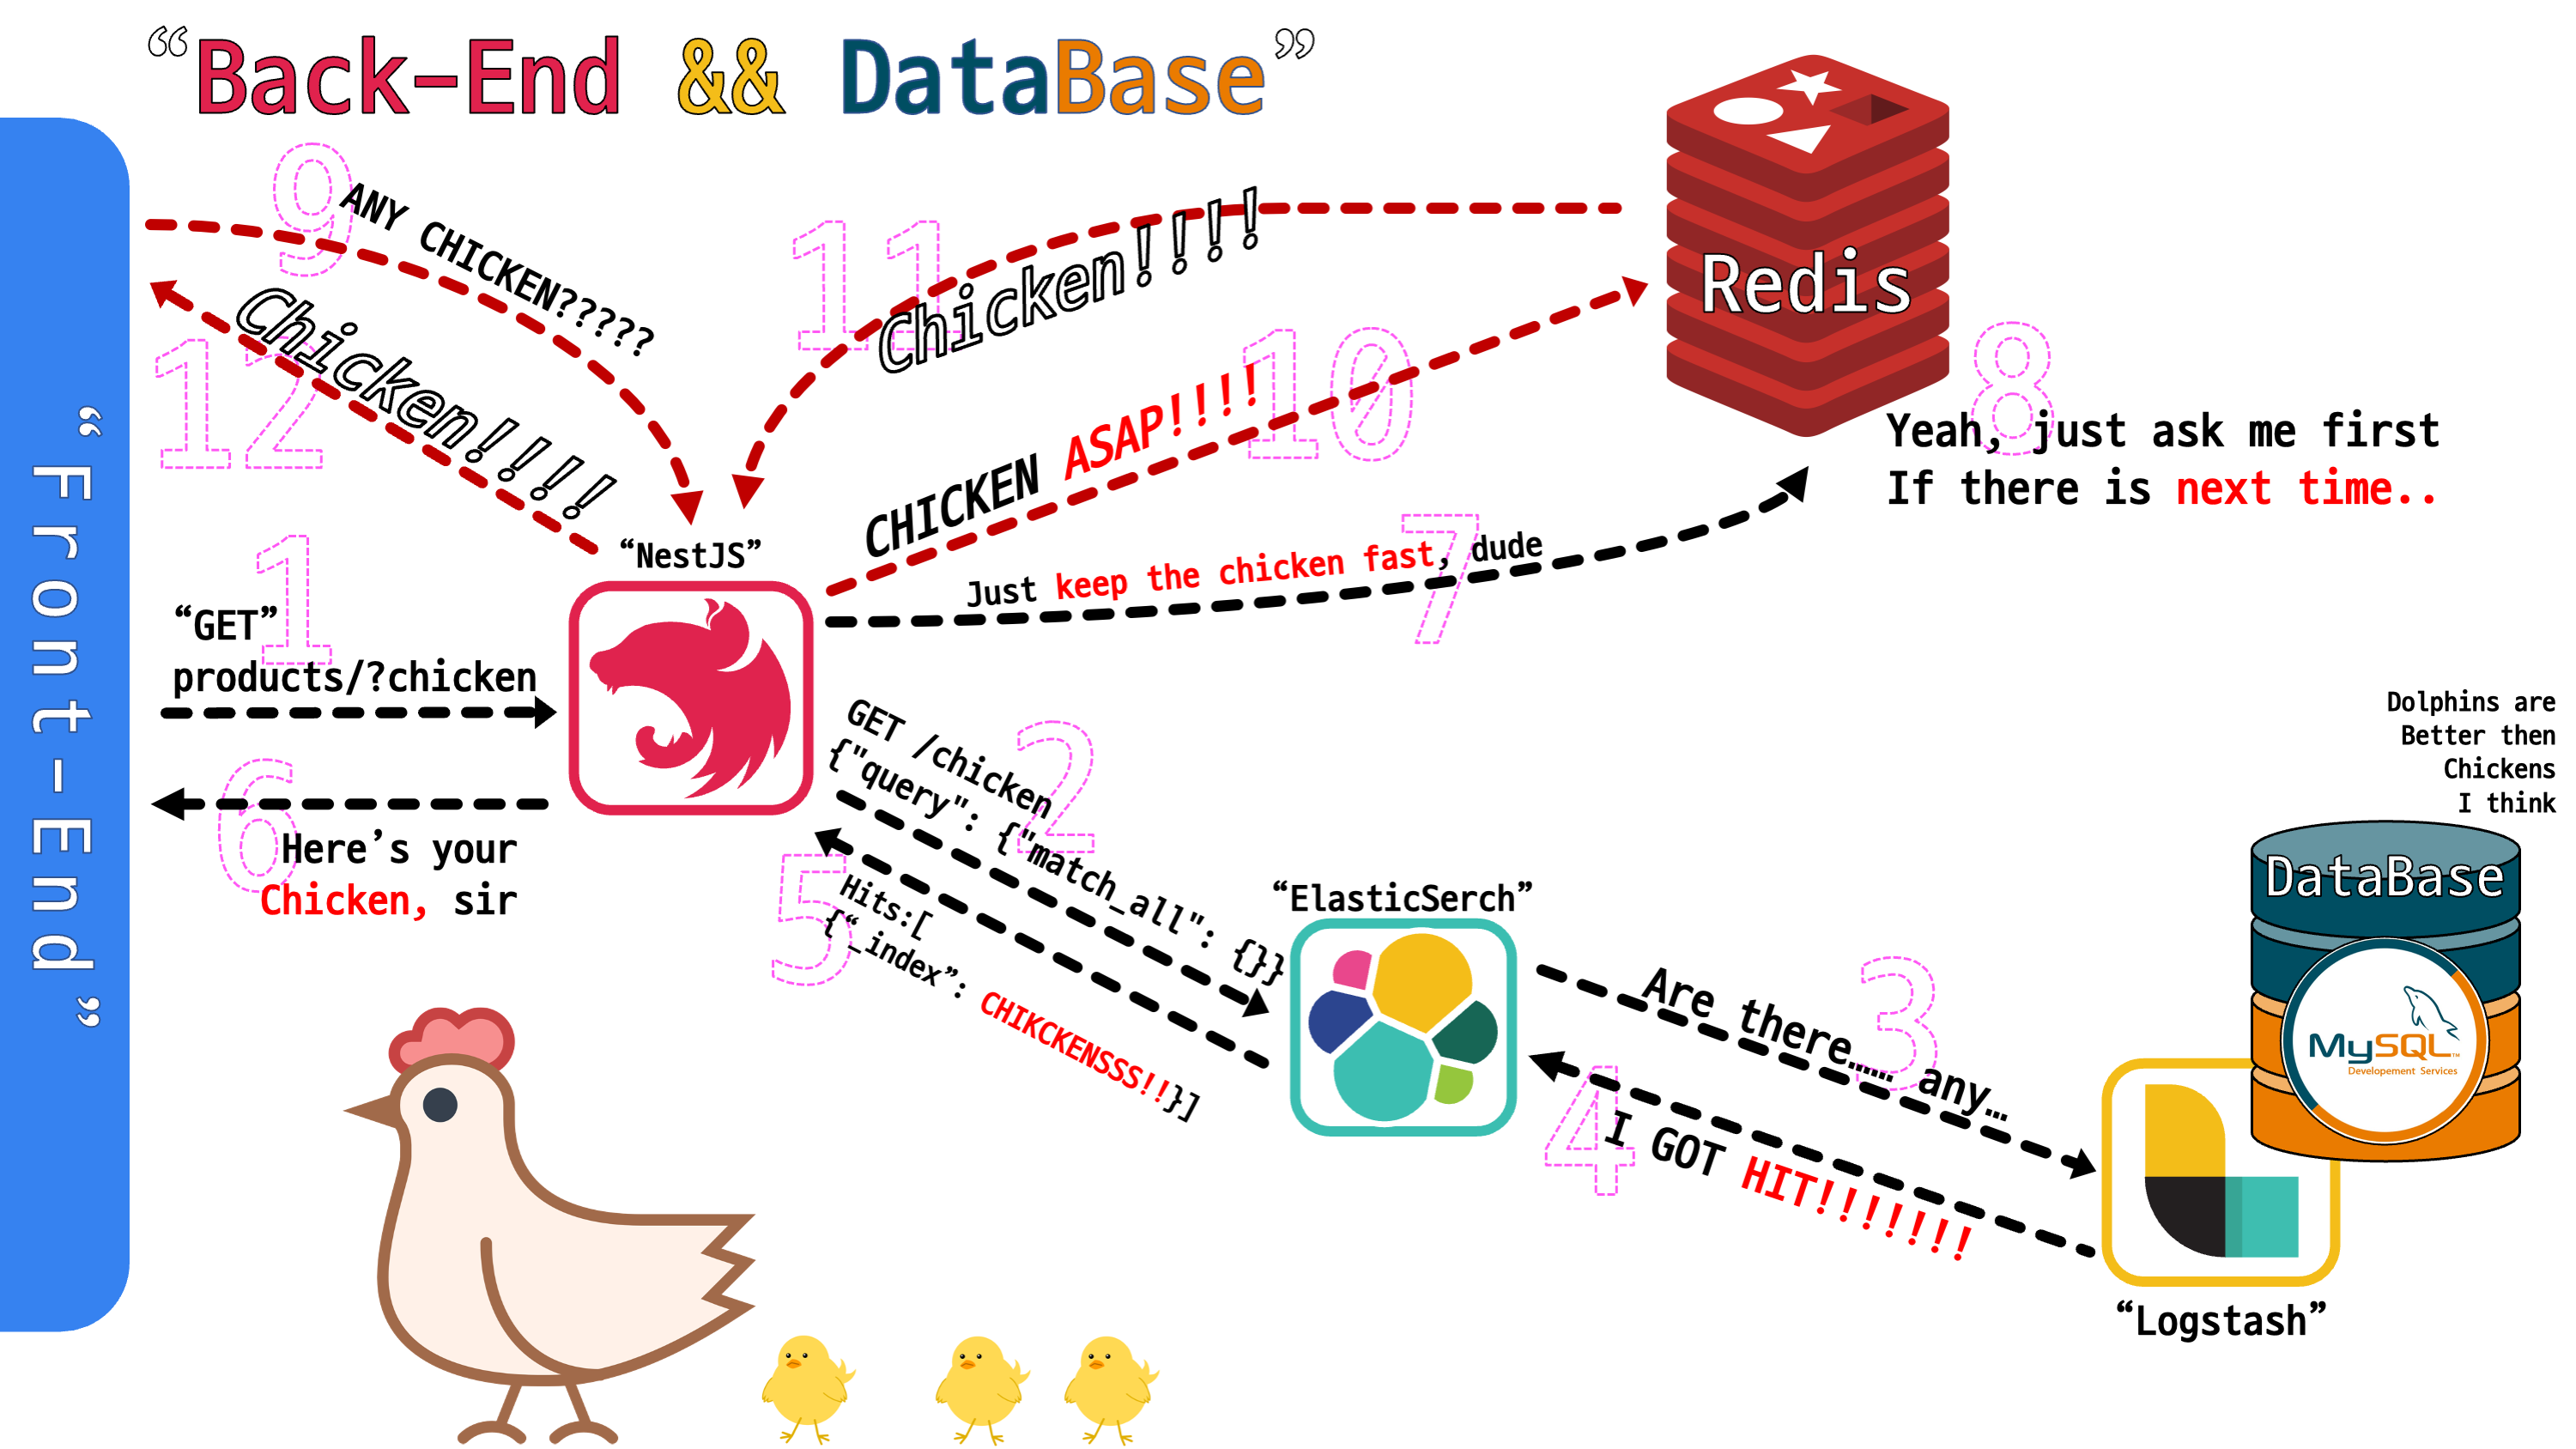 “Back-End && DataBase”
“Front-End”
9
ANY CHICKEN?????
12
Chicken!!!!
11
Chicken!!!!
10
CHICKEN ASAP!!!!
Redis
8
Yeah, just ask me first
If there is next time..
7
Just keep the chicken fast, dude
“NestJS”
1
“GET”
products/?chicken
6
Here’s your
Chicken, sir
2
GET /chicken
{"query": {"match_all": {}}
5
Hits:[
{“_index”: CHIKCKENSSS!!}]
“ElasticSerch”
3
Are there…… any…
4
I GOT HIT!!!!!!!!
Dolphins are
Better then
Chickens
I think
DataBase
MySQL™
Developement Services
“Logstash”